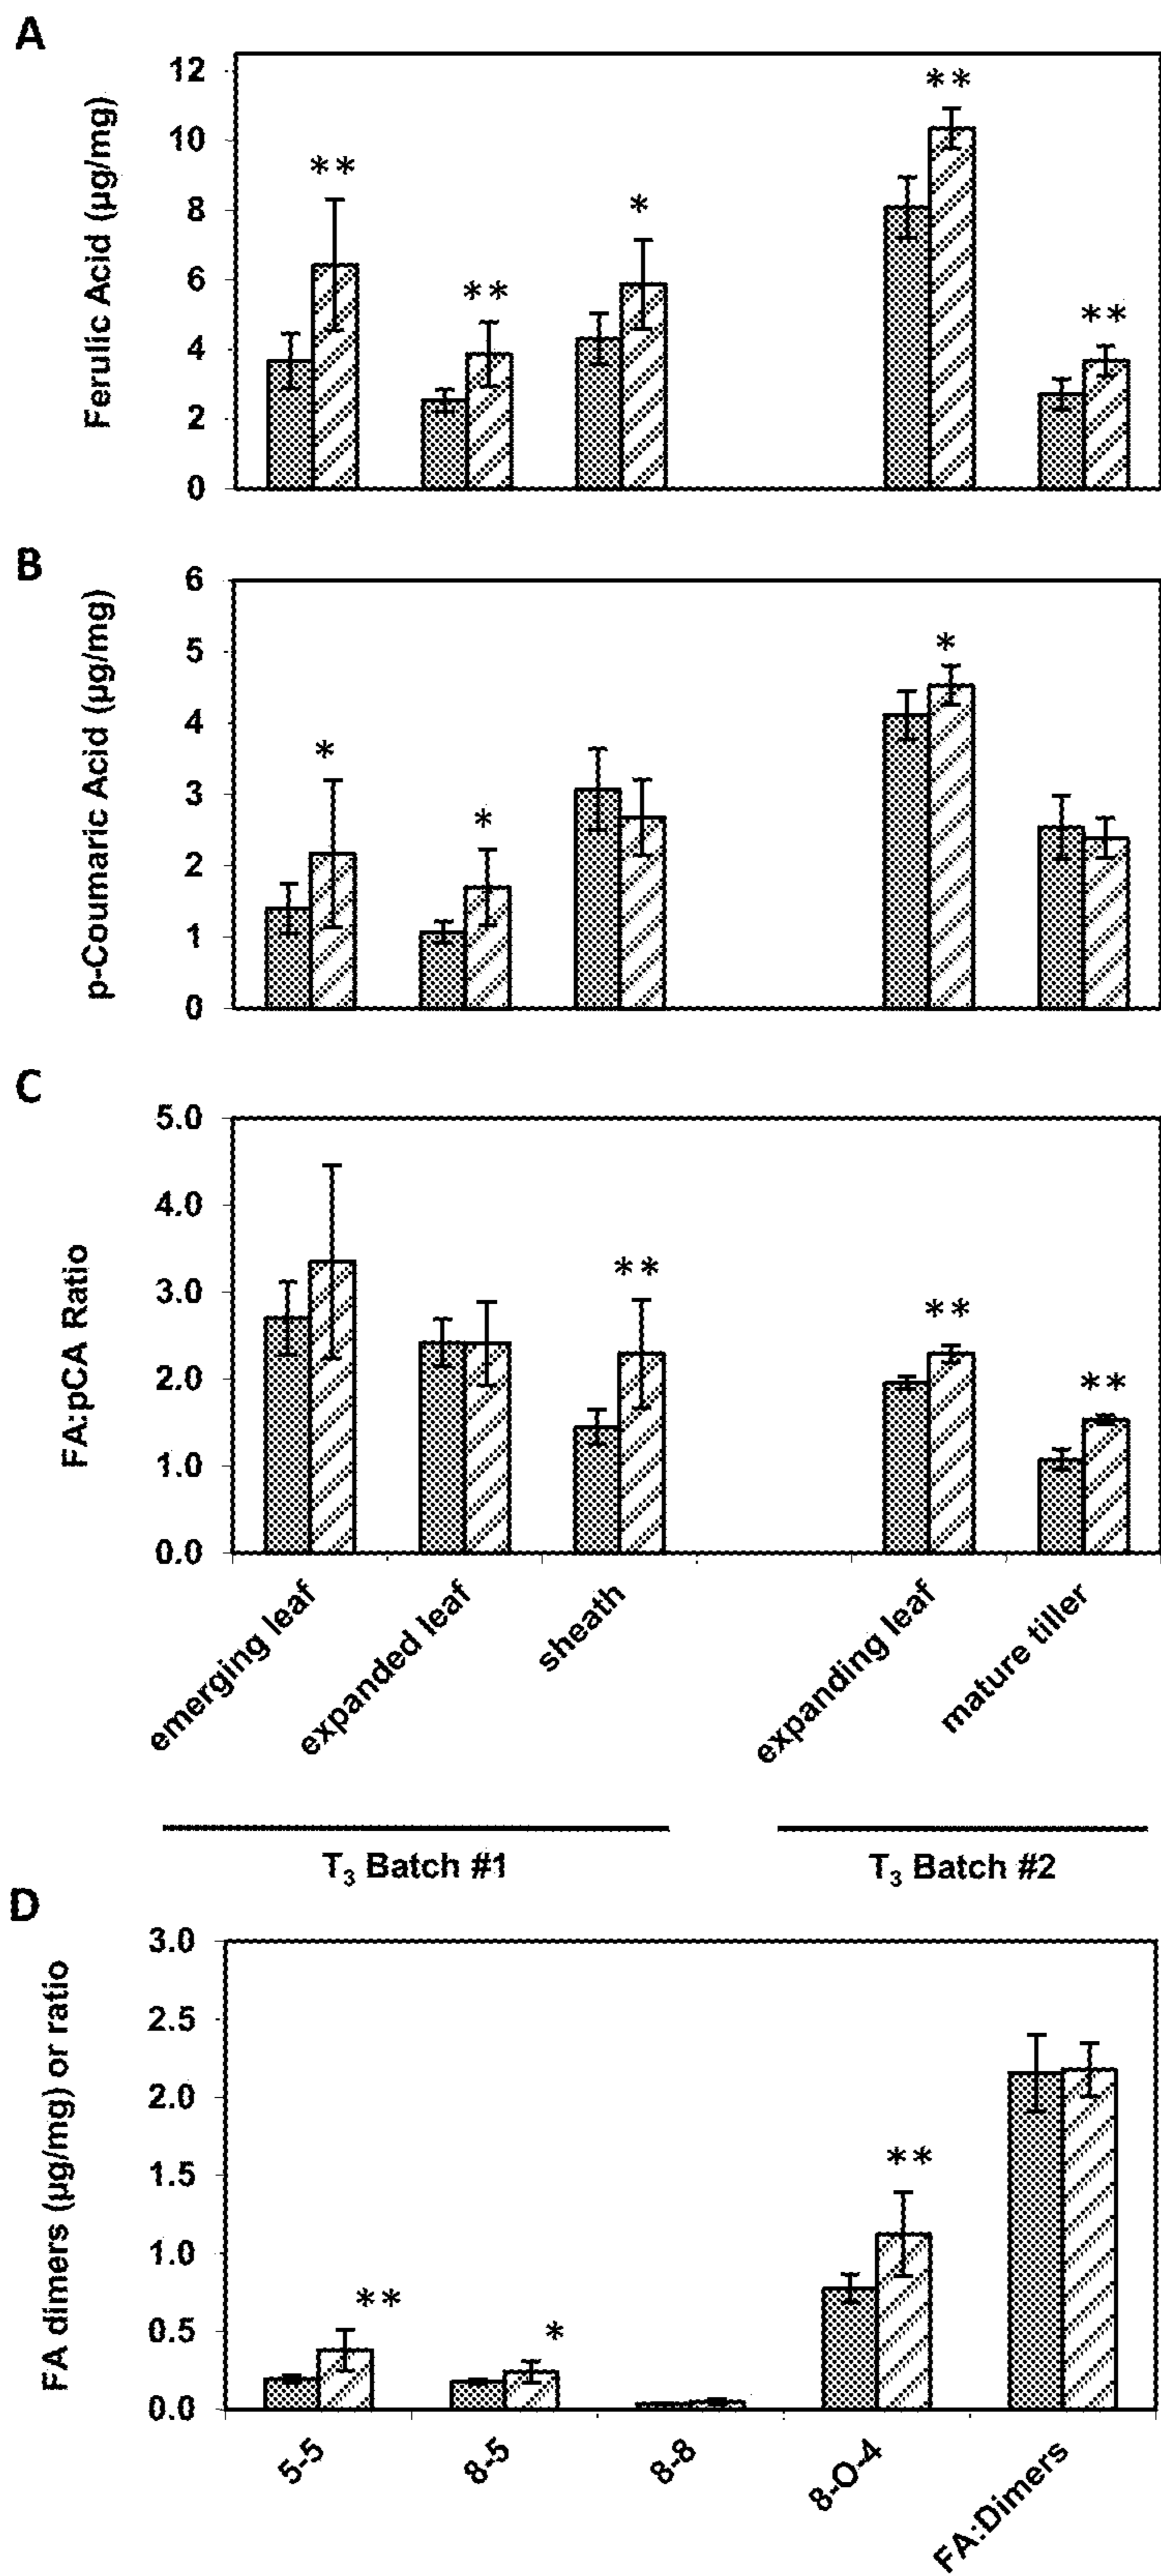 A
Ferulic Acid (µg/mg)
12
10
8
6
4
2
0
**
**
*
**
**
B
p-Coumaric Acid (µg/mg)
6
5
4
3
2
1
0
*
*
*
C
FA:pCA Ratio
5.0
4.0
3.0
2.0
1.0
0.0
**
**
**
emerging leaf
expanded leaf
sheath
expanding leaf
mature tiller
T₃ Batch #1
T₃ Batch #2
D
FA dimers (µg/mg) or ratio
3.0
2.5
2.0
1.5
1.0
0.5
0.0
**
*
**
5-5
8-5
8-8
8-O-4
FA:Dimers